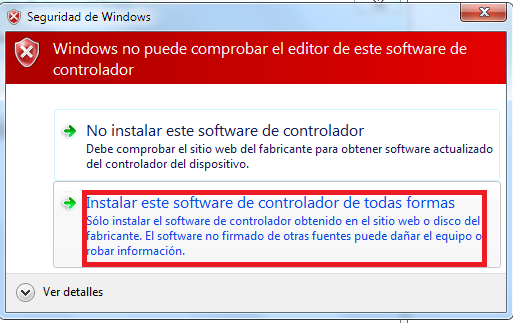 Seguridad de Windows
Windows no puede comprobar el editor de este software de
controlador
No instalar este software de controlador
Debe comprobar el sitio web del fabricante para obtener software actualizado
del controlador del dispositivo.
Instalar este software de controlador de todas formas
Sólo instalar el software de controlador obtenido en el sitio web o disco del
fabricante. El software no firmado de otras fuentes puede dañar el equipo o
robar información.
Ver detalles